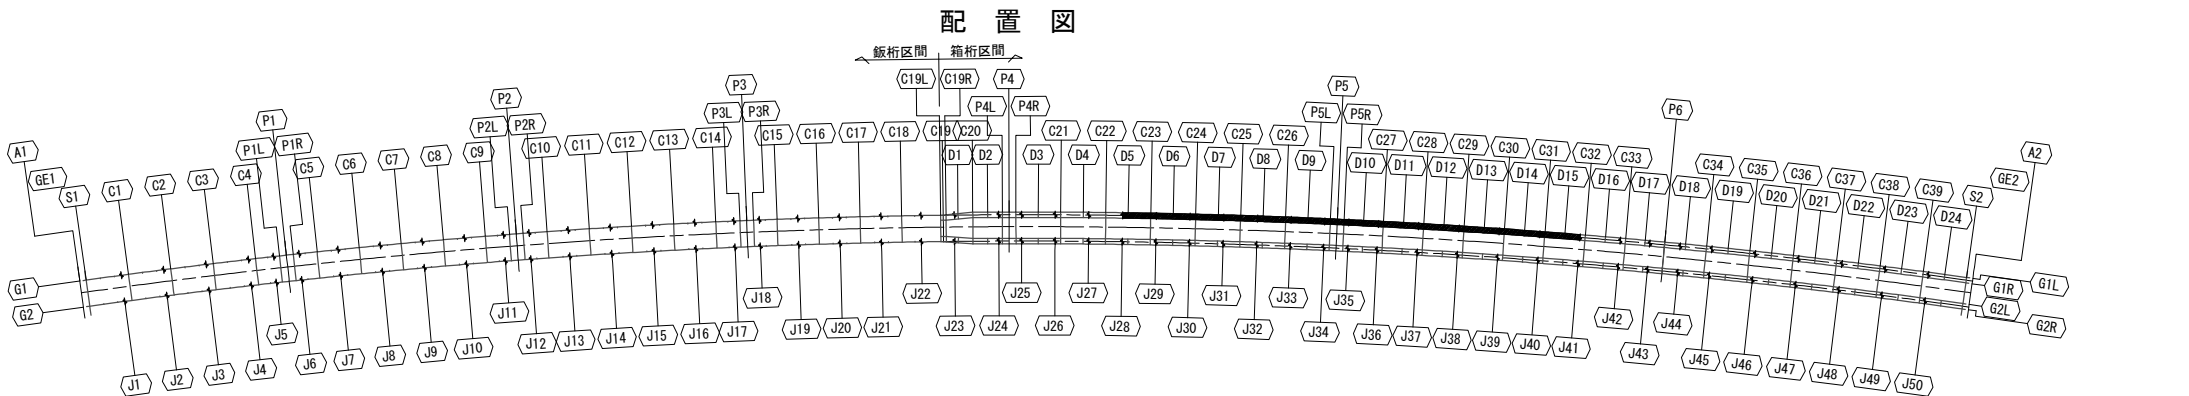 配 置 図
鈑桁区間 箱桁区間
C19L C19R P4
P4L P4R
P3 P5
P3L P3R P5L P5R
P2 P6
P2L P2R
P1
P1L P1R
A1 GE1 S1 C1 C2 C3 C4 C5 C6 C7 C8 C9 C10 C11 C12 C13 C14 C15 C16 C17 C18 C19 C20 C21 C22 C23 C24 C25 C26 C27 C28 C29 C30 C31 C32 C33 C34 C35 C36 C37 C38 C39 S2 GE2 A2
D1 D2 D3 D4 D5 D6 D7 D8 D9 D10 D11 D12 D13 D14 D15 D16 D17 D18 D19 D20 D21 D22 D23 D24
G1 G1R G1L
G2 G2L G2R
J1 J2 J3 J4 J5 J6 J7 J8 J9 J10 J11 J12 J13 J14 J15 J16 J17 J18 J19 J20 J21 J22 J23 J24 J25 J26 J27 J28 J29 J30 J31 J32 J33 J34 J35 J36 J37 J38 J39 J40 J41 J42 J43 J44 J45 J46 J47 J48 J49 J50